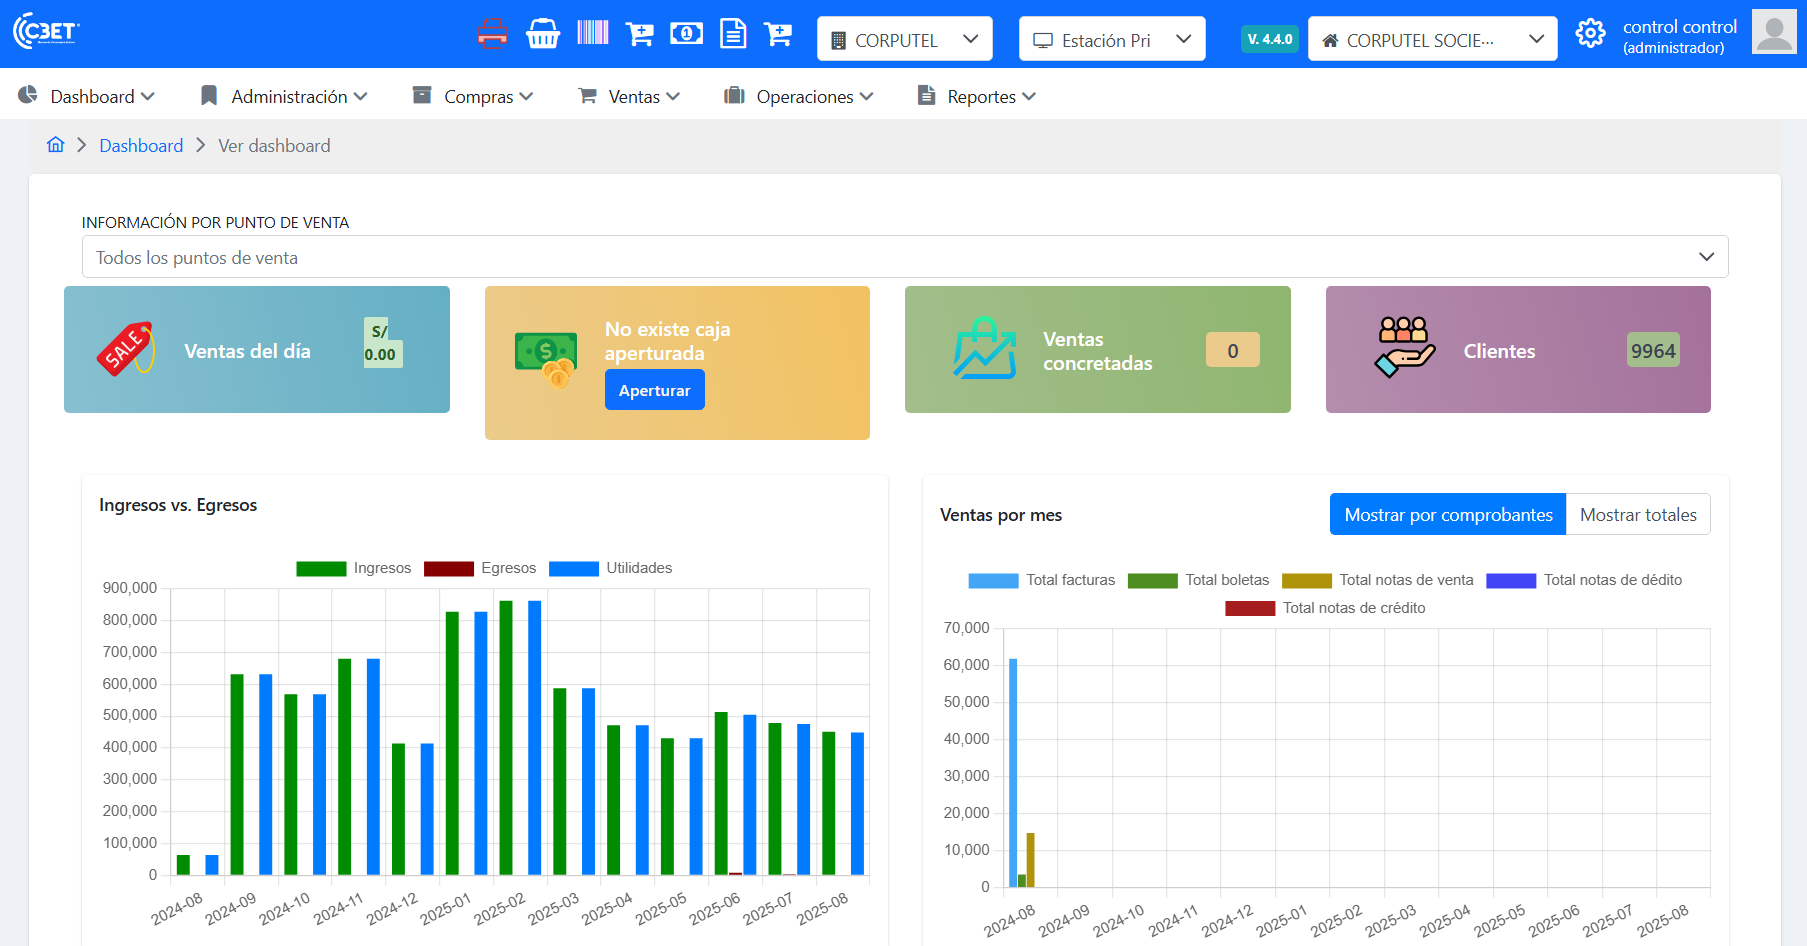 C3ET
CORPUTEL
Estación Pri
V. 4.4.0
CORPUTEL SOCIE···
control control
(administrador)
Dashboard
Administración
Compras
Ventas
Operaciones
Reportes
Dashboard
Ver dashboard
INFORMACIÓN POR PUNTO DE VENTA
Todos los puntos de venta
SALE
Ventas del día
S/
0.00
No existe caja
aperturada
Aperturar
Ventas
concretadas
0
Clientes
9964
Ingresos vs. Egresos
Ingresos
Egresos
Utilidades
900,000
800,000
700,000
600,000
500,000
400,000
300,000
200,000
100,000
0
2024-08
2024-09
2024-10
2024-11
2024-12
2025-01
2025-02
2025-03
2025-04
2025-05
2025-06
2025-07
2025-08
Ventas por mes
Mostrar por comprobantes
Mostrar totales
Total facturas
Total boletas
Total notas de venta
Total notas de dédito
Total notas de crédito
70,000
60,000
50,000
40,000
30,000
20,000
10,000
0
2024-08
2024-09
2024-10
2024-11
2024-12
2025-01
2025-02
2025-03
2025-04
2025-05
2025-06
2025-07
2025-08